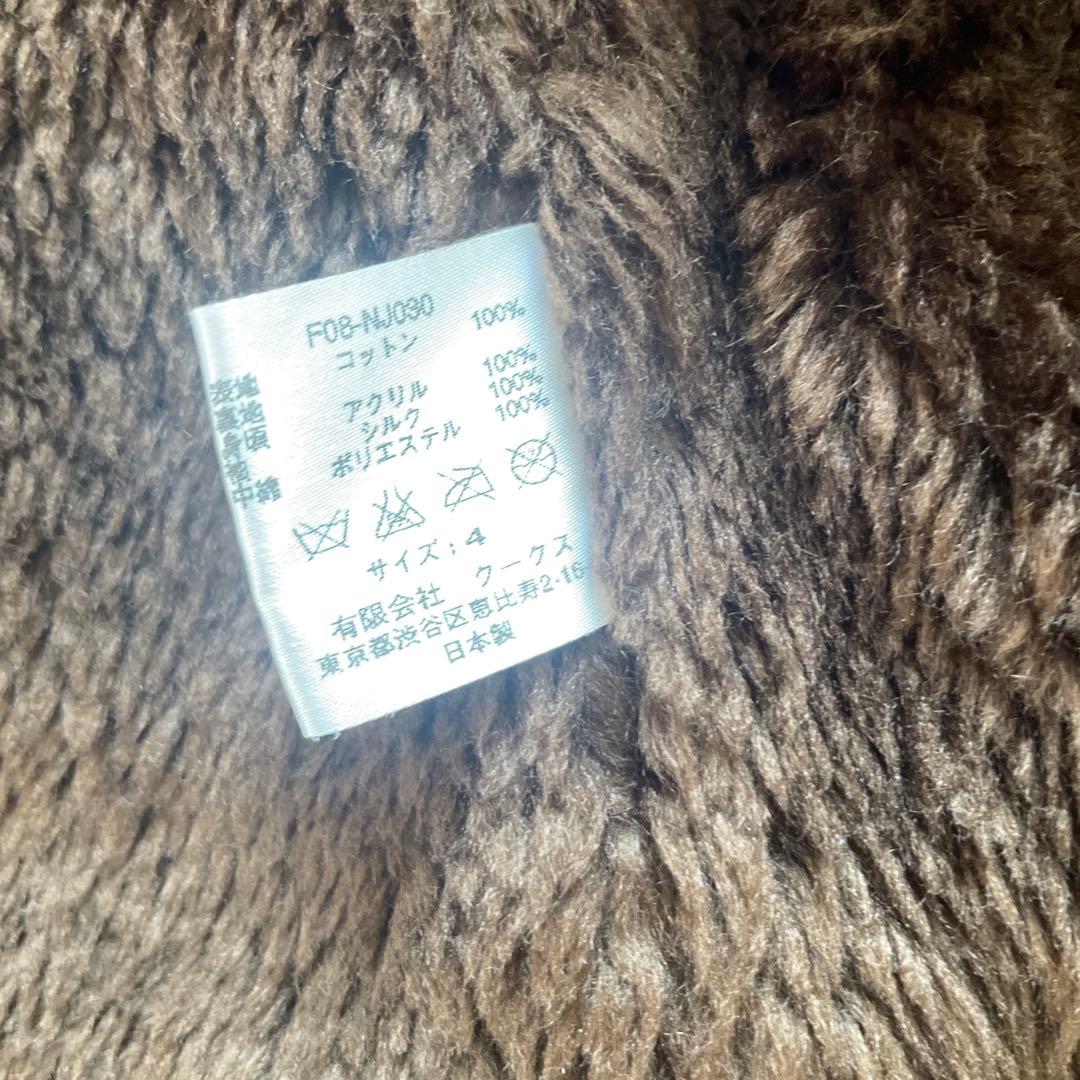 F08-NJ030
表地 コットン 100%
裏地
身頃 アクリル 100%
袖 シルク 100%
中綿 ポリエステル 100%
サイズ:4
有限会社 クークス
東京都渋谷区恵比寿2-16
日本製